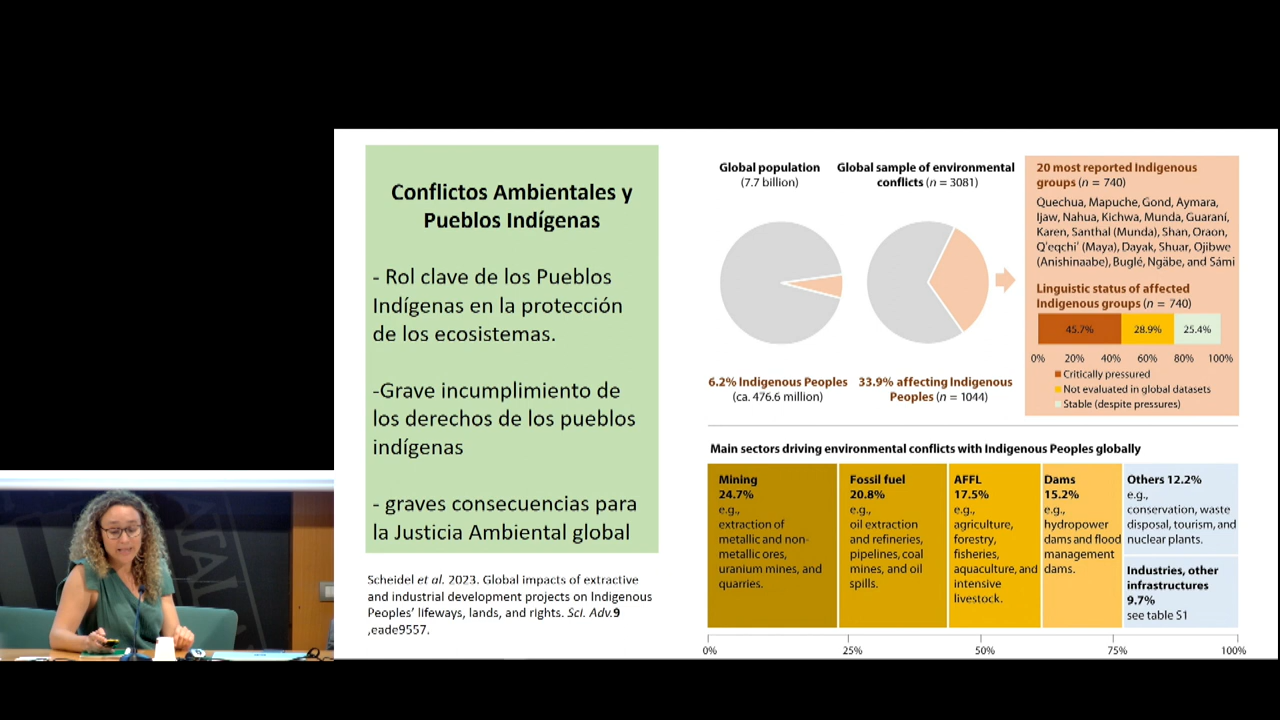 Conflictos Ambientales y
Pueblos Indígenas
- Rol clave de los Pueblos
Indígenas en la protección
de los ecosistemas.
-Grave incumplimiento de
los derechos de los pueblos
indígenas
- graves consecuencias para
la Justicia Ambiental global
Scheidel et al. 2023. Global impacts of extractive
and industrial development projects on Indigenous
Peoples’ lifeways, lands, and rights. Sci. Adv.9
,eade9557.
Global population
(7.7 billion)
6.2% Indigenous Peoples
(ca. 476.6 million)
Global sample of environmental
conflicts (n = 3081)
33.9% affecting Indigenous
Peoples (n = 1044)
20 most reported Indigenous
groups (n = 740)
Quechua, Mapuche, Gond, Aymara,
Ijaw, Nahua, Kichwa, Munda, Guaraní,
Karen, Santhal (Munda), Shan, Oraon,
Q'eqchi' (Maya), Dayak, Shuar, Ojibwe
(Anishinaabe), Buglé, Ngäbe, and Sámi
Linguistic status of affected
Indigenous groups (n = 740)
45.7% 28.9% 25.4%
0% 20% 40% 60% 80% 100%
Critically pressured
Not evaluated in global datasets
Stable (despite pressures)
Main sectors driving environmental conflicts with Indigenous Peoples globally
Mining
24.7%
e.g.,
extraction of
metallic and non-
metallic ores,
uranium mines, and
quarries.
Fossil fuel
20.8%
e.g.,
oil extraction
and refineries,
pipelines, coal
mines, and oil
spills.
AFFL
17.5%
e.g.,
agriculture,
forestry,
fisheries,
aquaculture, and
intensive
livestock.
Dams
15.2%
e.g.,
hydropower
dams and flood
management
dams.
Others 12.2%
e.g.,
conservation, waste
disposal, tourism, and
nuclear plants.
Industries, other
infrastructures
9.7%
see table S1
0% 25% 50% 75% 100%